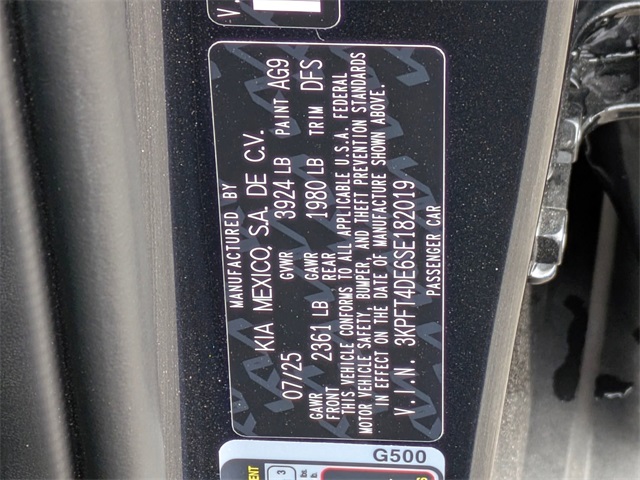 V.
MANUFACTURED BY
KIA MEXICO, S.A. DE C.V.
07/25 GVWR 3924 LB PAINT AG9
GAWR FRONT 2361 LB GAWR REAR 1980 LB TRIM DFS
THIS VEHICLE CONFORMS TO ALL APPLICABLE U.S.A. FEDERAL
MOTOR VEHICLE SAFETY, BUMPER, AND THEFT PREVENTION STANDARDS
IN EFFECT ON THE DATE OF MANUFACTURE SHOWN ABOVE.
V.I.N. 3KPFT4DE6SE182019
PASSENGER CAR
G500
3